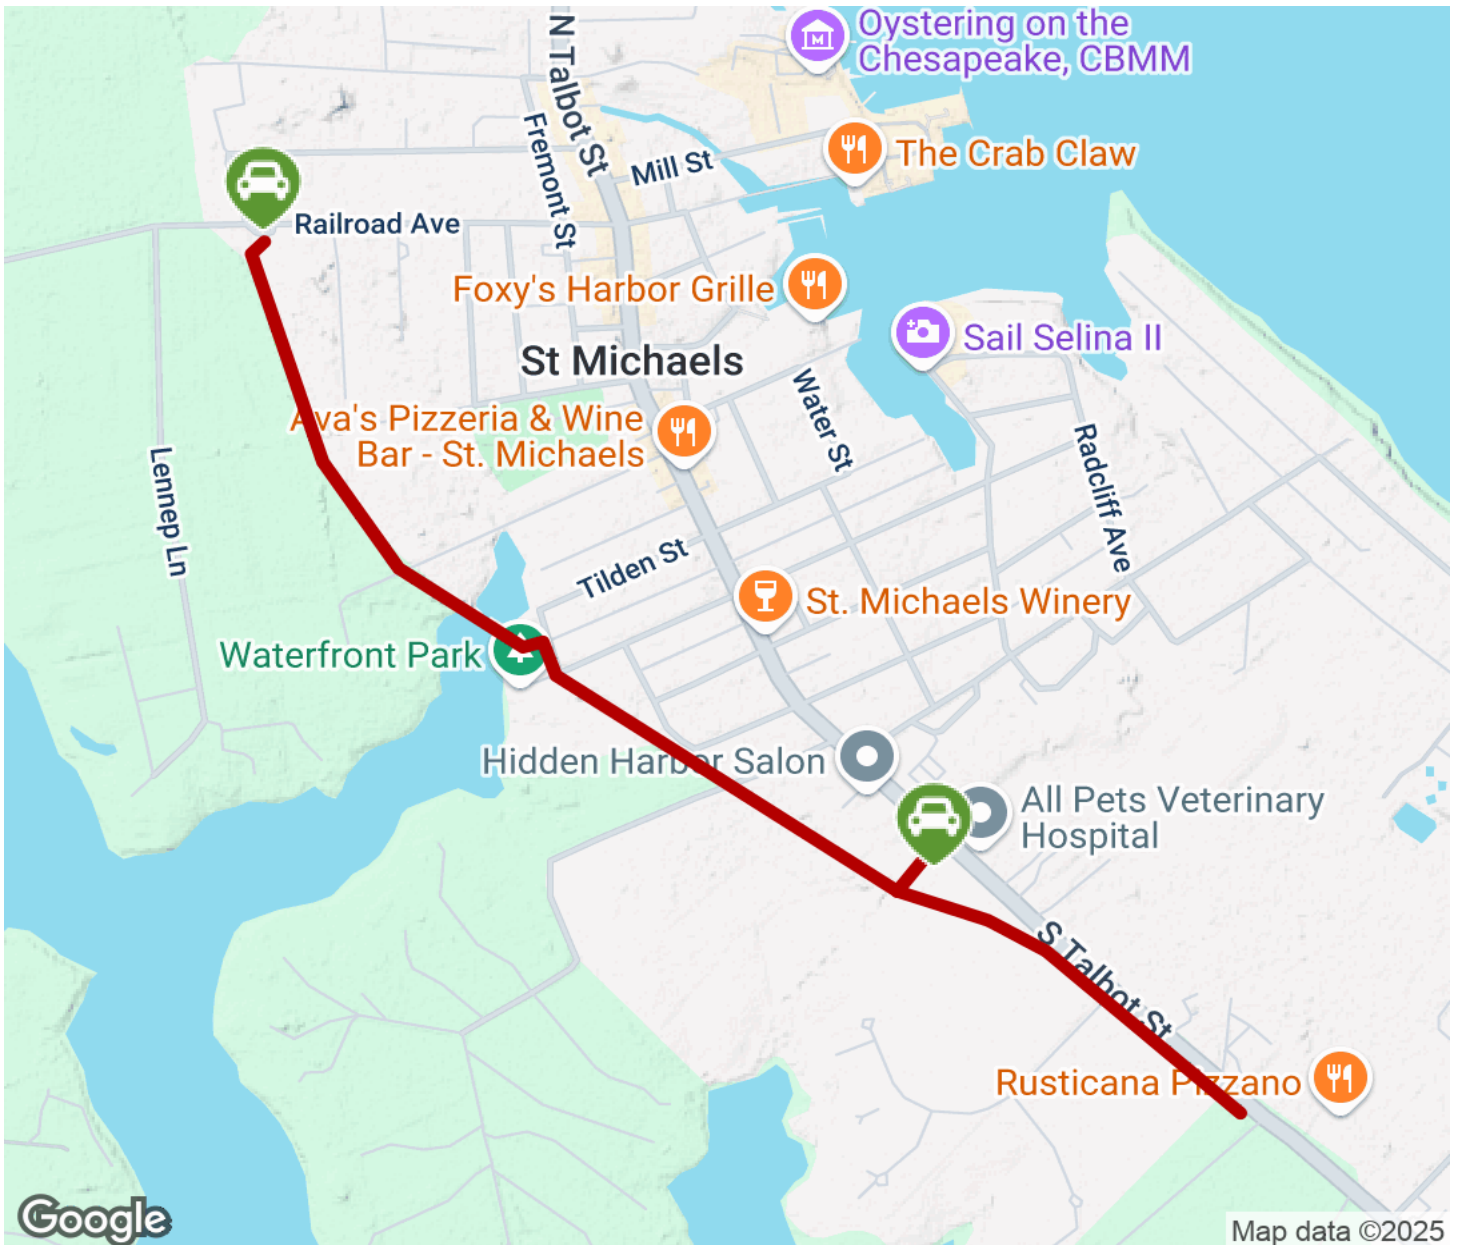 Oystering on the
Chesapeake, CBMM
N Talbot St
Fremont St
Mill St
The Crab Claw
Railroad Ave
Foxy's Harbor Grille
Sail Selina II
St Michaels
Water St
Ava's Pizzeria & Wine
Bar - St. Michaels
Radcliff Ave
Lennep Ln
Tilden St
St. Michaels Winery
Waterfront Park
Hidden Harbor Salon
All Pets Veterinary
Hospital
S Talbot St
Rusticana Pizzano
Google
Map data ©2025